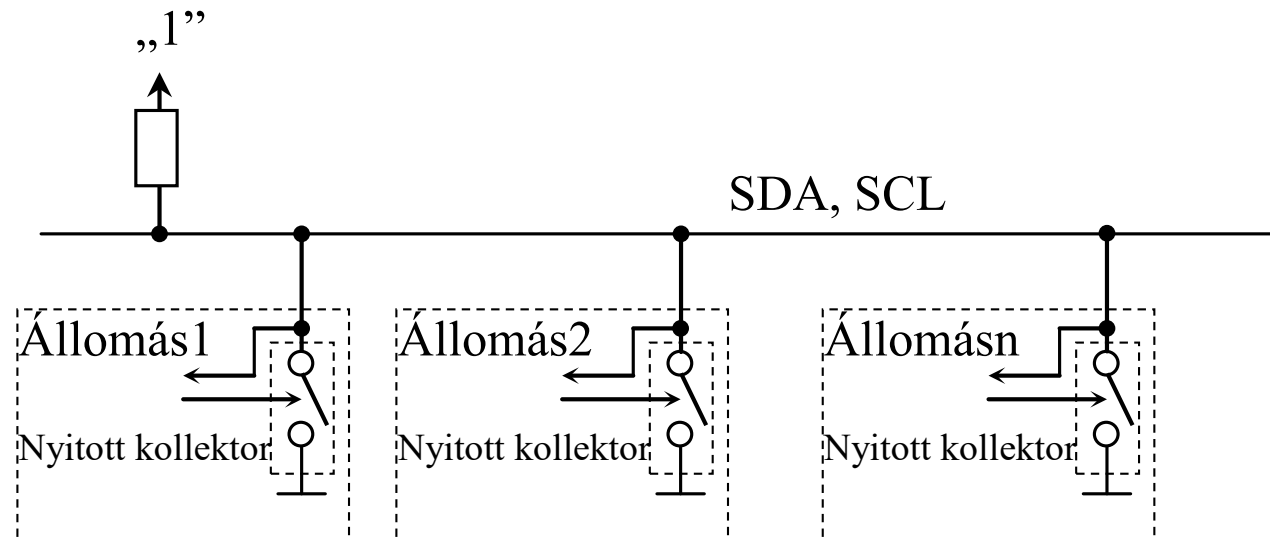 „1”
SDA, SCL
Állomás1
Állomás2
Állomásn
Nyitott kollektor
Nyitott kollektor
Nyitott kollektor